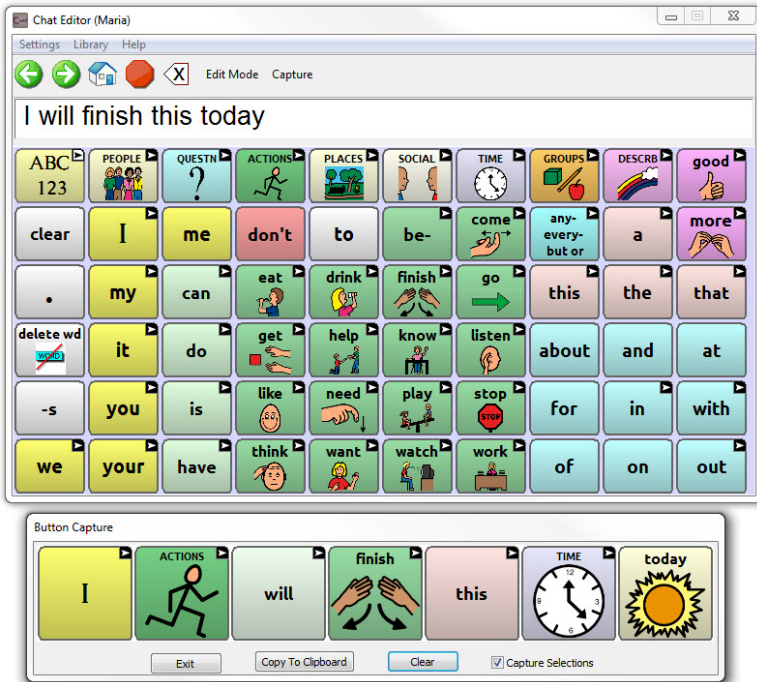 Chat Editor (Maria)
Settings Library Help
X Edit Mode Capture
I will finish this today
ABC 123 PEOPLE QUESTN ? ACTIONS PLACES SOCIAL TIME GROUPS DESCRB good
clear I me don't to be- come any- every- but or a more
. my can eat drink finish go this the that
delete wd WORD it do get help know listen about and at
-s you is like need play stop STOP for in with
we your have think want watch work of on out
Button Capture
I ACTIONS will finish this TIME 12 3 6 9 today
Exit Copy To Clipboard Clear Capture Selections